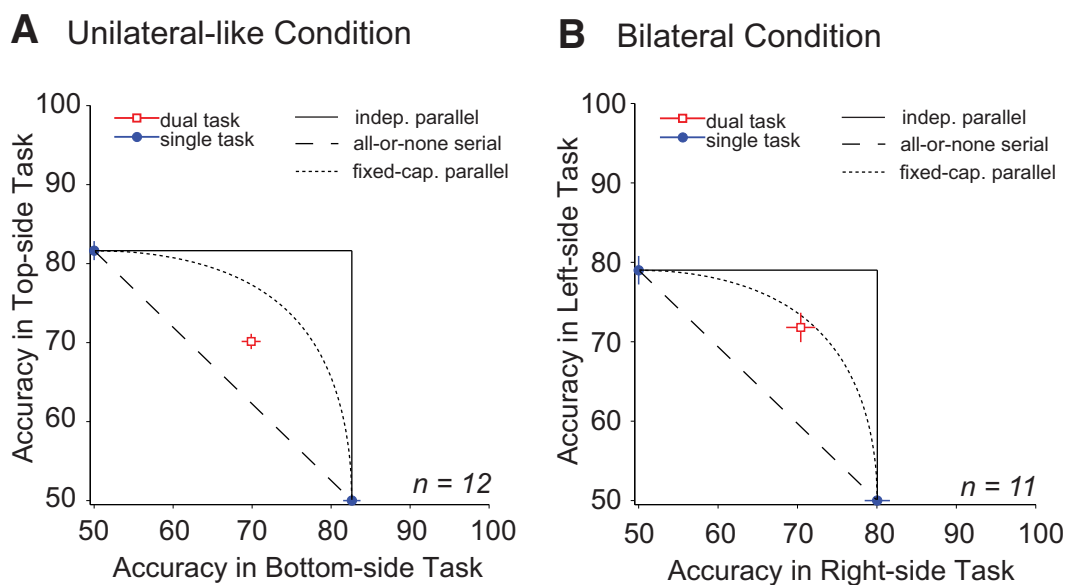 A Unilateral-like Condition
Accuracy in Top-side Task
100
90
80
70
60
50
dual task
single task
indep. parallel
all-or-none serial
fixed-cap. parallel
n = 12
50 60 70 80 90 100
Accuracy in Bottom-side Task
B Bilateral Condition
Accuracy in Left-side Task
100
90
80
70
60
50
dual task
single task
indep. parallel
all-or-none serial
fixed-cap. parallel
n = 11
50 60 70 80 90 100
Accuracy in Right-side Task